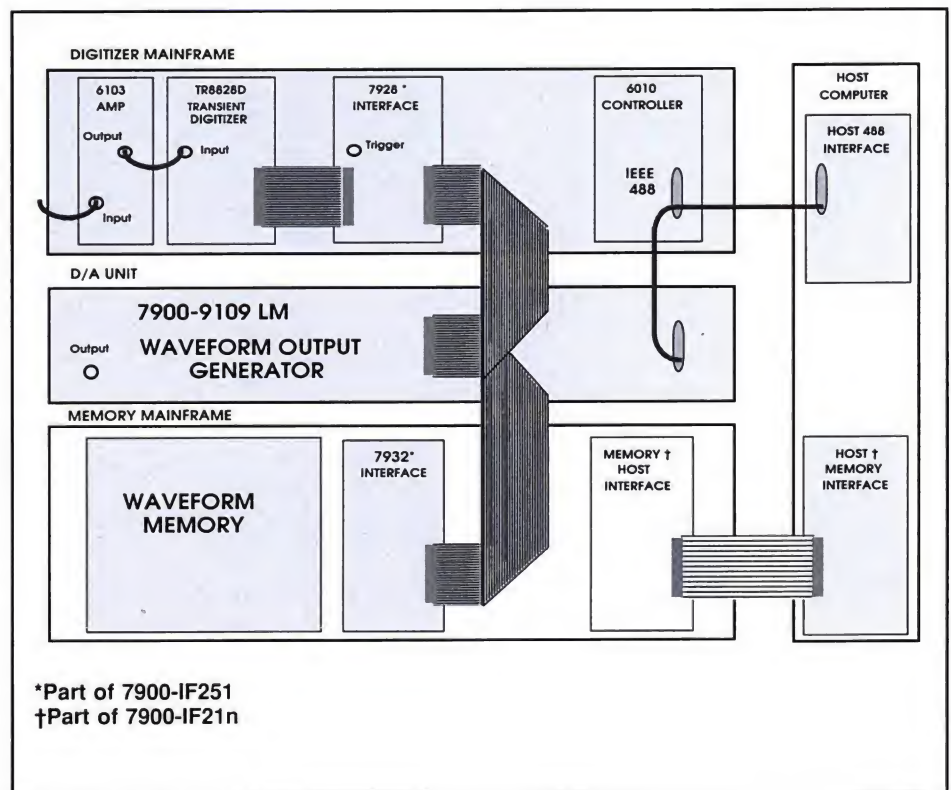 DIGITIZER MAINFRAME
6103
AMP
Output
Input
TR8828D
TRANSIENT
DIGITIZER
Input
7928 *
INTERFACE
Trigger
6010
CONTROLLER
IEEE
488
HOST
COMPUTER
HOST 488
INTERFACE
D/A UNIT
7900-9109 LM
Output
WAVEFORM OUTPUT
GENERATOR
MEMORY MAINFRAME
WAVEFORM
MEMORY
7932*
INTERFACE
MEMORY †
HOST
INTERFACE
HOST †
MEMORY
INTERFACE
*Part of 7900-IF251
†Part of 7900-IF21n